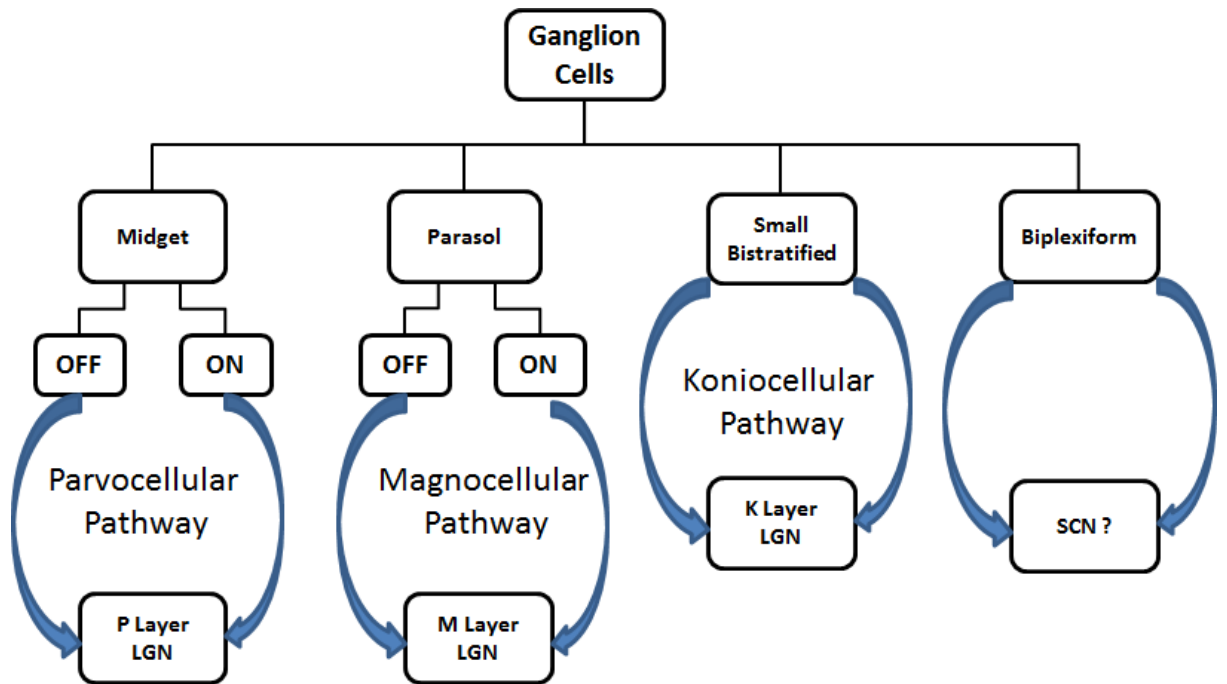 Ganglion
Cells
Midget
Parasol
Small
Bistratified
Biplexiform
OFF
ON
OFF
ON
Koniocellular
Pathway
Parvocellular
Pathway
Magnocellular
Pathway
K Layer
LGN
SCN ?
P Layer
LGN
M Layer
LGN